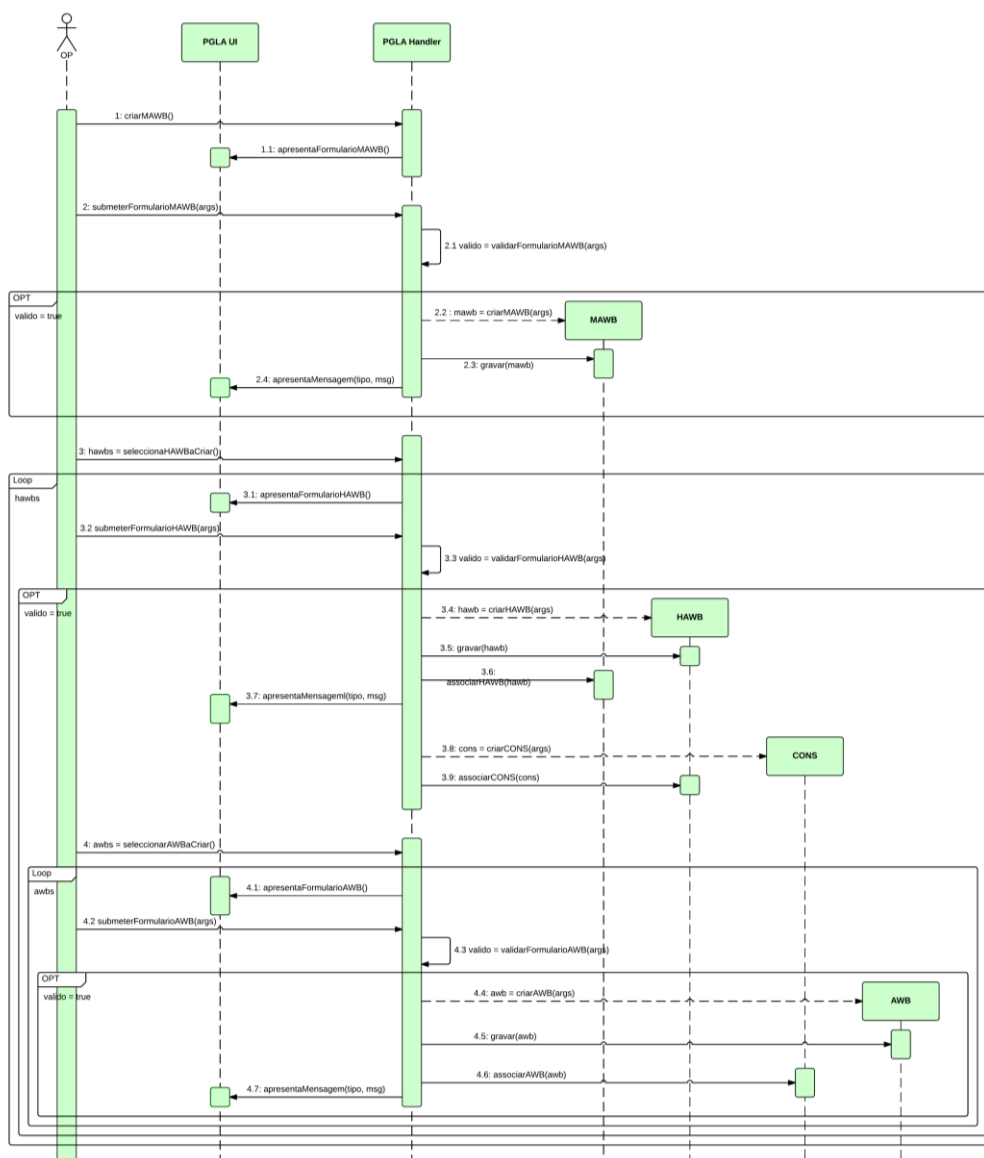 OP
PGLA UI
PGLA Handler
1: criarMAWB()
1.1: apresentaFormularioMAWB()
2: submeterFormularioMAWB(args)
2.1 valido = validarFormularioMAWB(args)
OPT
valido = true
2.2 : mawb = criarMAWB(args)
MAWB
2.3: gravar(mawb)
2.4: apresentaMensagem(tipo, msg)
3: hawbs = seleccionaHAWBaCriar()
Loop
hawbs
3.1: apresentaFormularioHAWB()
3.2 submeterFormularioHAWB(args)
3.3 valido = validarFormularioHAWB(args)
OPT
valido = true
3.4: hawb = criarHAWB(args)
HAWB
3.5: gravar(hawb)
3.6:
associarHAWB(hawb)
3.7: apresentaMensageml(tipo, msg)
3.8: cons = criarCONS(args)
CONS
3.9: associarCONS(cons)
4: awbs = seleccionarAWBaCriar()
Loop
awbs
4.1: apresentaFormularioAWB()
4.2 submeterFormularioAWB(args)
4.3 valido = validarFormularioAWB(args)
OPT
valido = true
4.4: awb = criarAWB(args)
AWB
4.5: gravar(awb)
4.6: associarAWB(awb)
4.7: apresentaMensagem(tipo, msg)